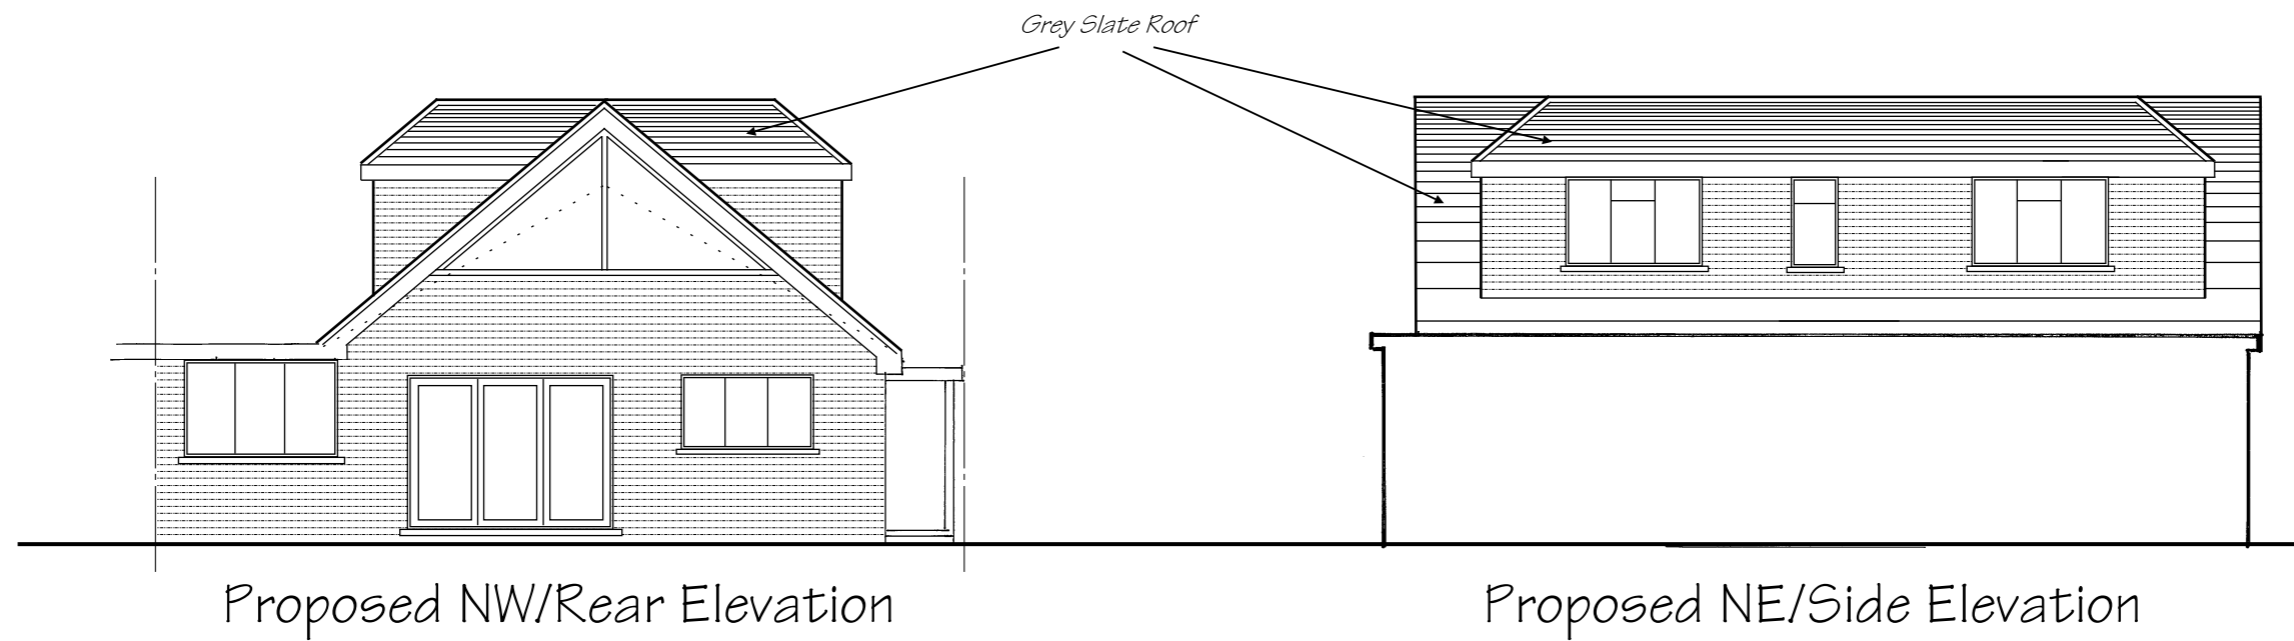 Grey Slate Roof
Proposed NW/Rear Elevation
Proposed NE/Side Elevation